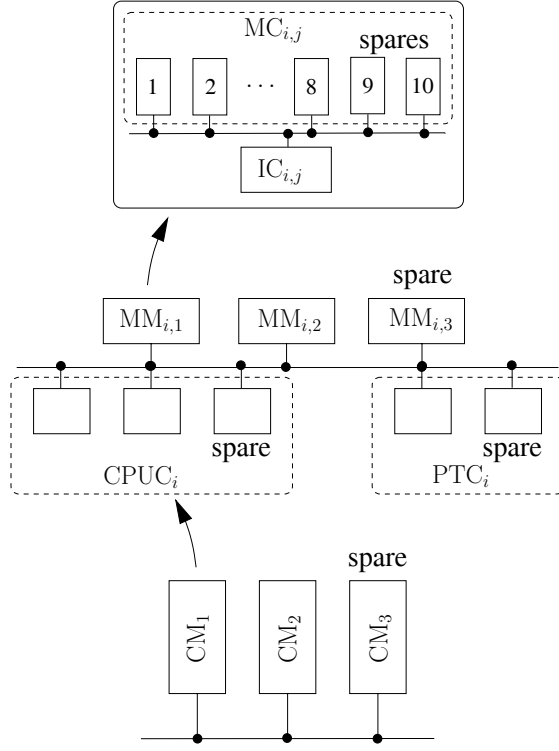 MC_{i,j} spares
1 2 ··· 8 9 10
IC_{i,j}
spare
MM_{i,1} MM_{i,2} MM_{i,3}
spare spare
CPUC_i PTC_i
spare
CM_1 CM_2 CM_3